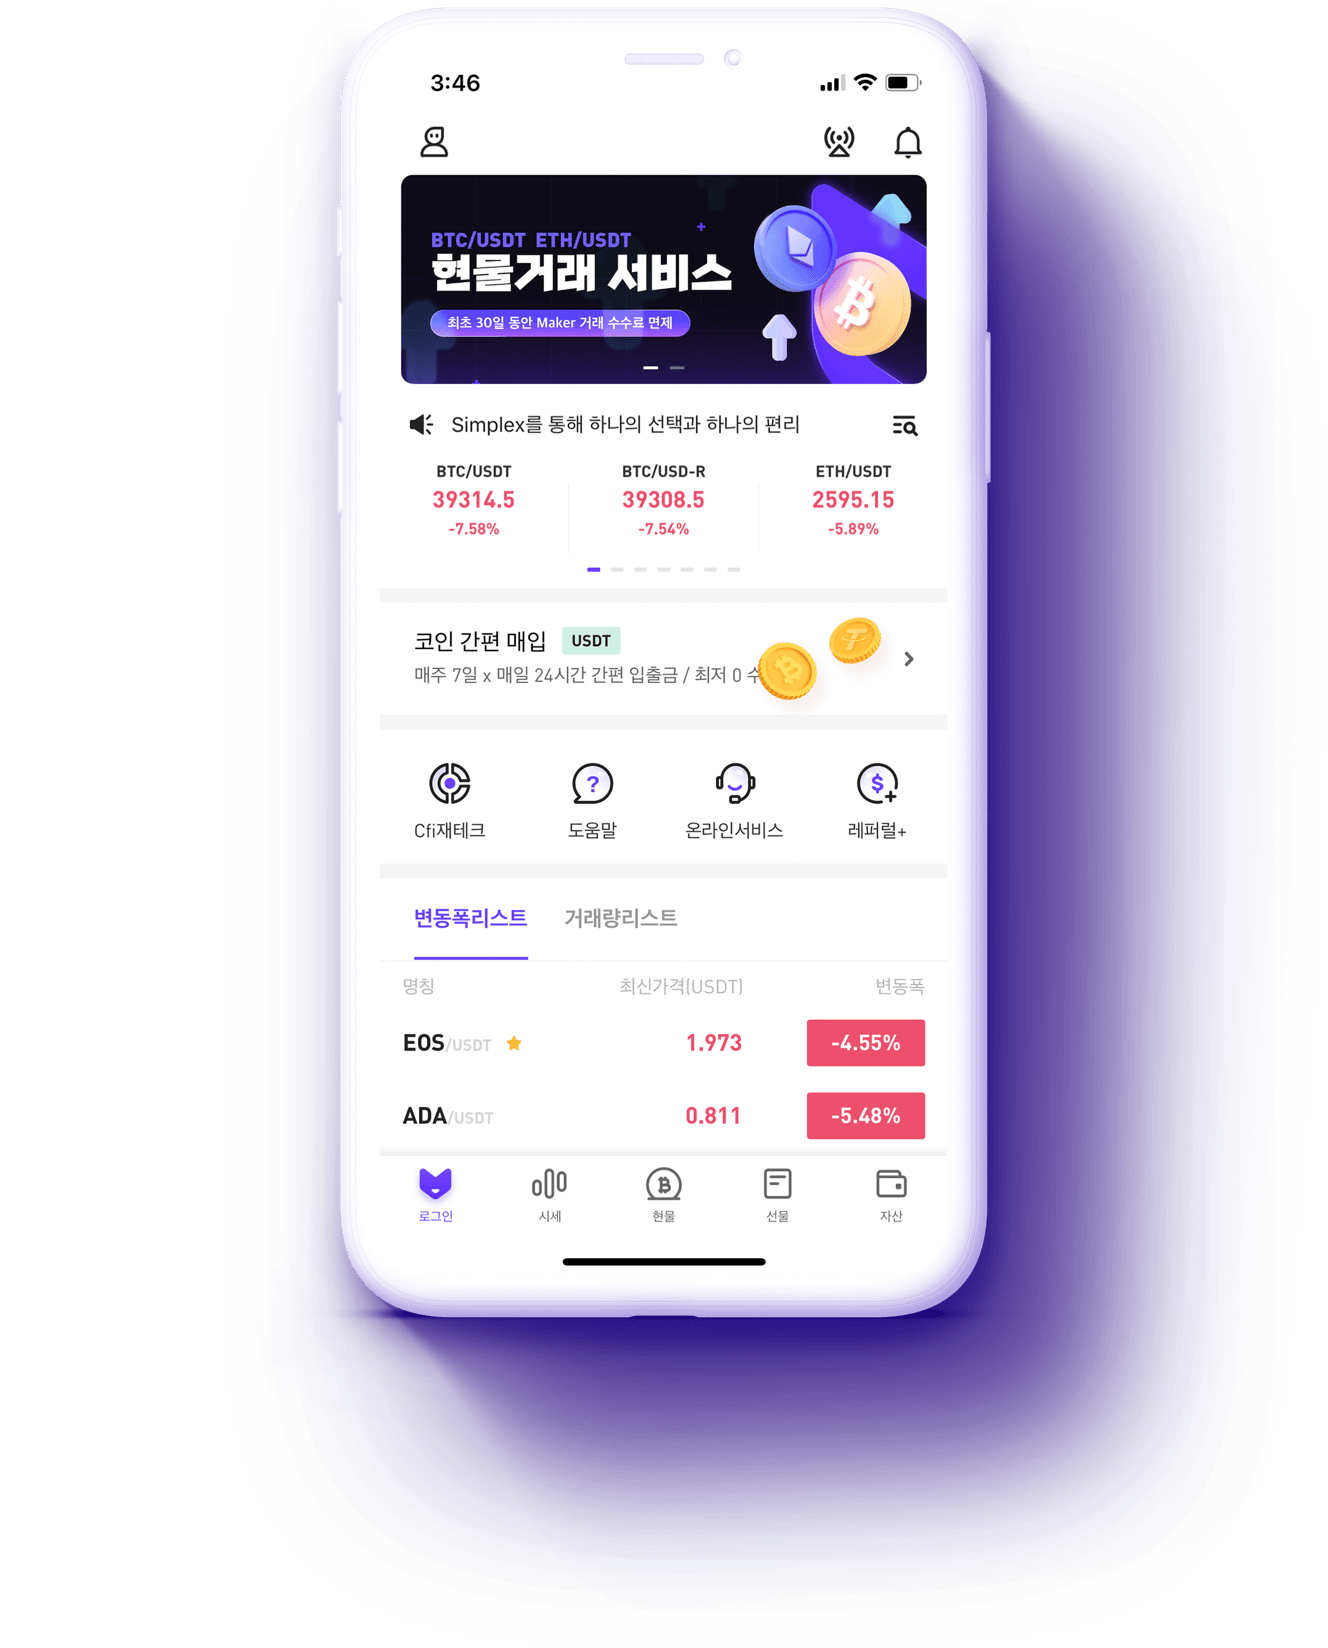 3:46
BTC/USDT ETH/USDT
현물거래 서비스
최초 30일 동안 Maker 거래 수수료 면제
Simplex를 통해 하나의 선택과 하나의 편리
BTC/USDT BTC/USD-R ETH/USDT
39314.5 39308.5 2595.15
-7.58% -7.54% -5.89%
코인 간편 매입 USDT
매주 7일 x 매일 24시간 간편 입출금 / 최저 0 수
Cfi재테크 도움말 온라인서비스 레퍼럴+
변동폭리스트 거래량리스트
명칭 최신가격(USDT) 변동폭
EOS/USDT 1.973 -4.55%
ADA/USDT 0.811 -5.48%
로그인 시세 현물 선물 자산